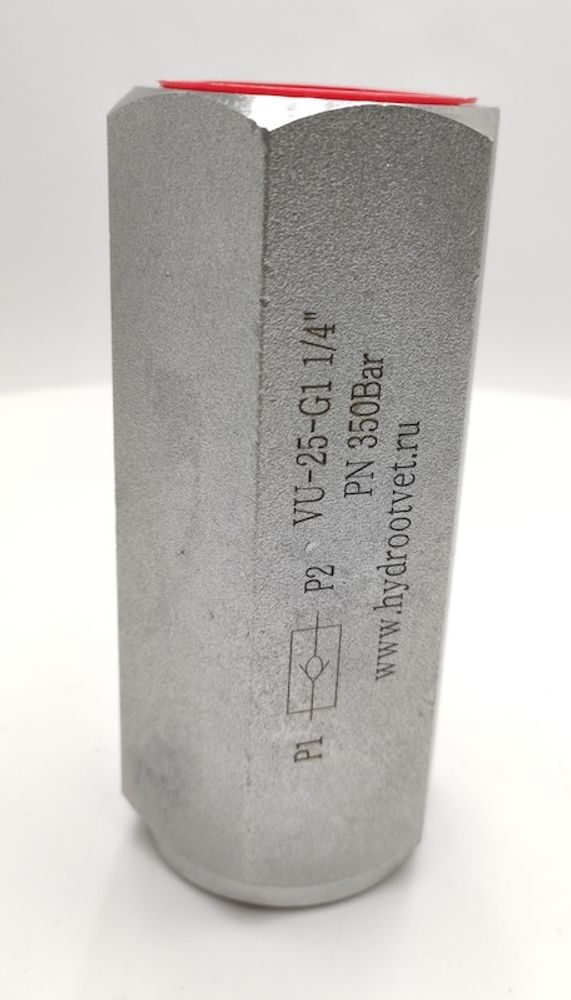 P1 P2 VU-25-G1 1/4"
PN 350Bar
www.hydrootvet.ru